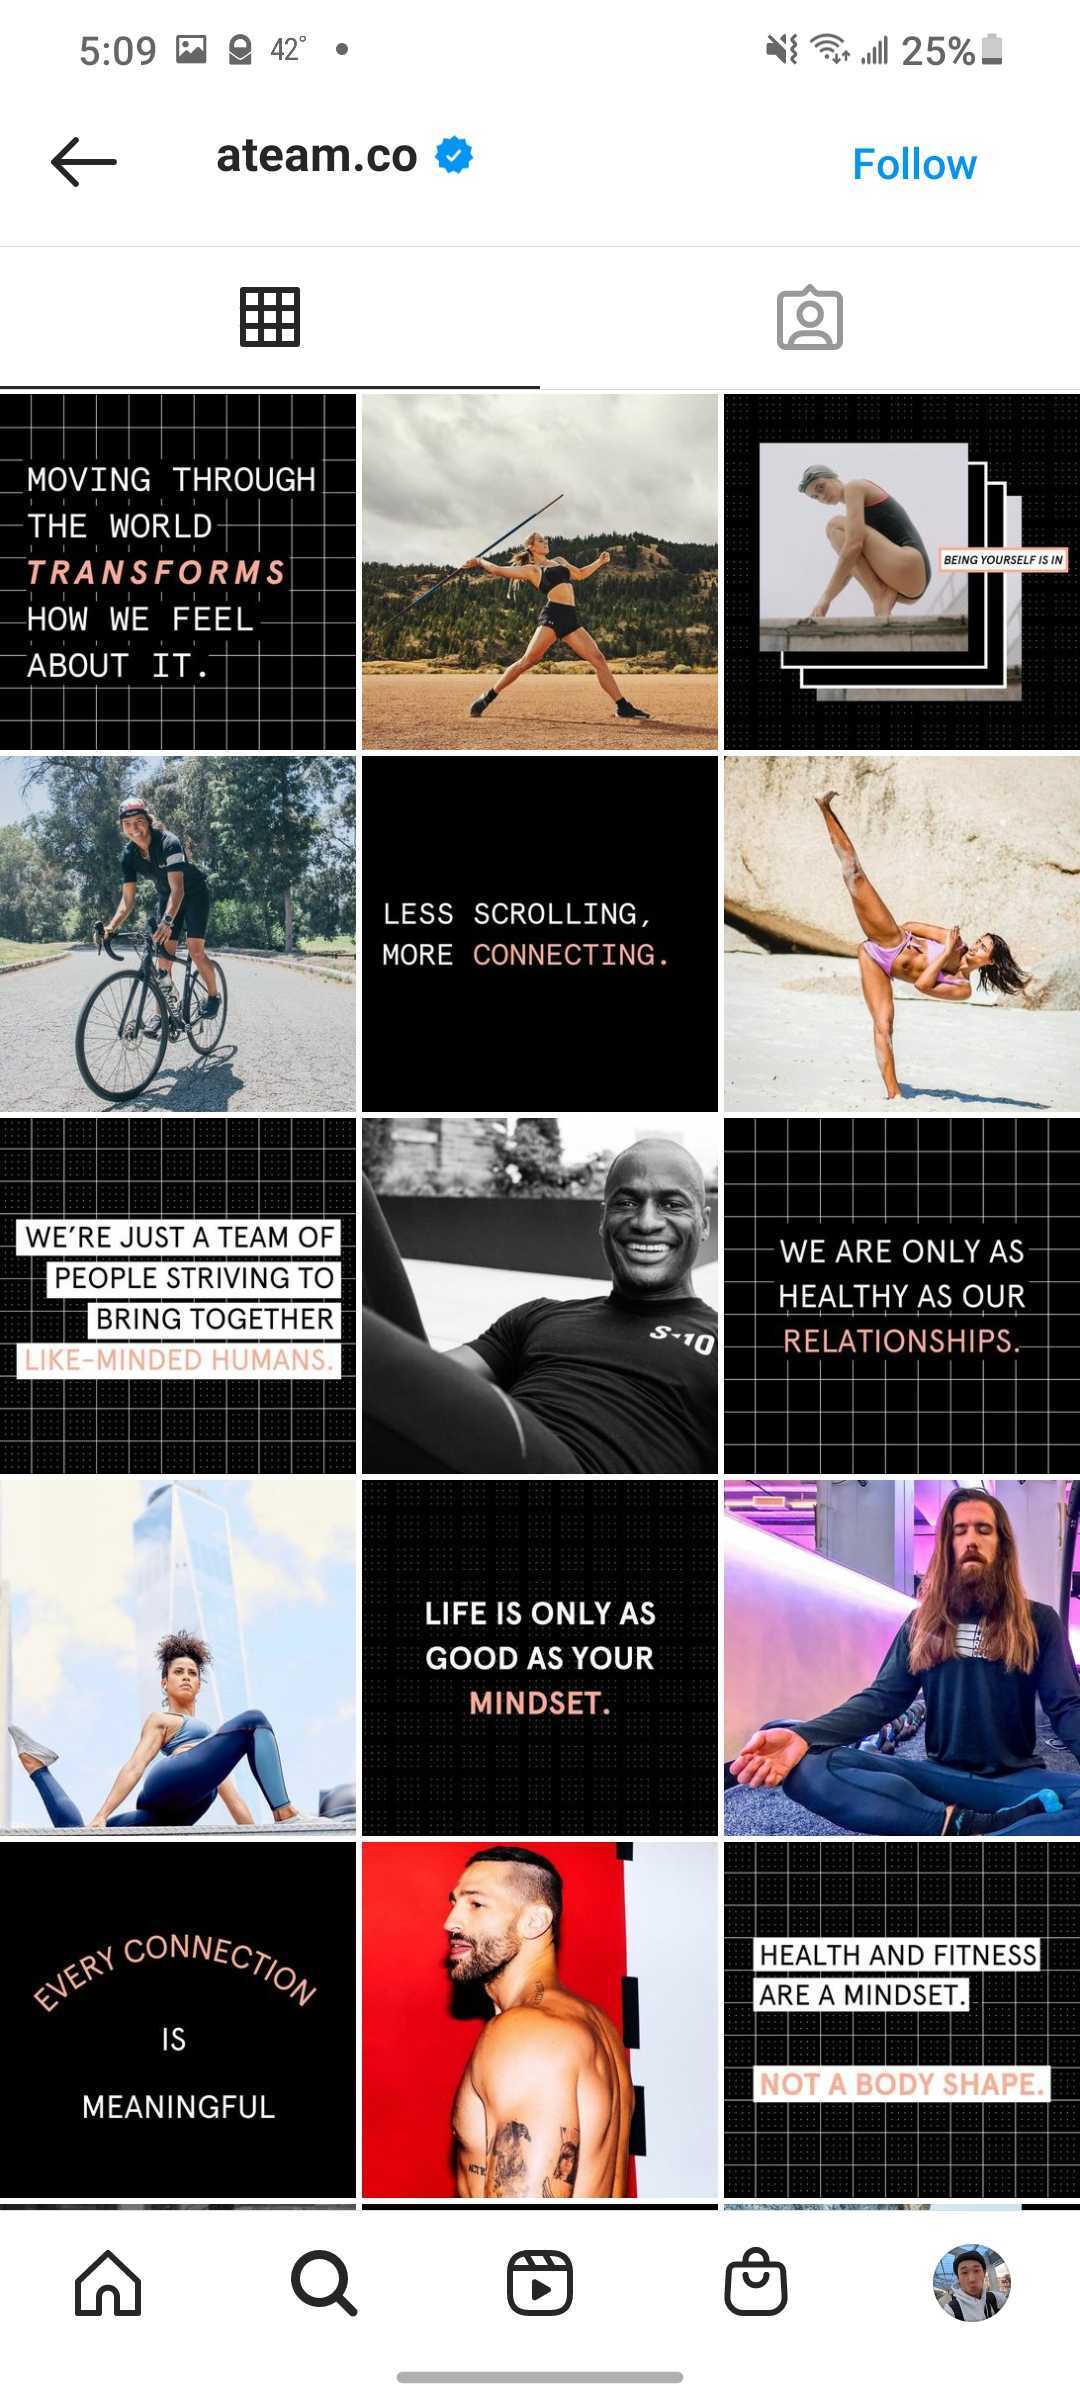 5:09 42° 25%
ateam.co
Follow
MOVING THROUGH
THE WORLD
TRANSFORMS
HOW WE FEEL
ABOUT IT.
BEING YOURSELF IS IN
LESS SCROLLING,
MORE CONNECTING.
WE'RE JUST A TEAM OF
PEOPLE STRIVING TO
BRING TOGETHER
LIKE-MINDED HUMANS.
S-10
WE ARE ONLY AS
HEALTHY AS OUR
RELATIONSHIPS.
LIFE IS ONLY AS
GOOD AS YOUR
MINDSET.
EVERY CONNECTION
IS
MEANINGFUL
HEALTH AND FITNESS
ARE A MINDSET.
NOT A BODY SHAPE.